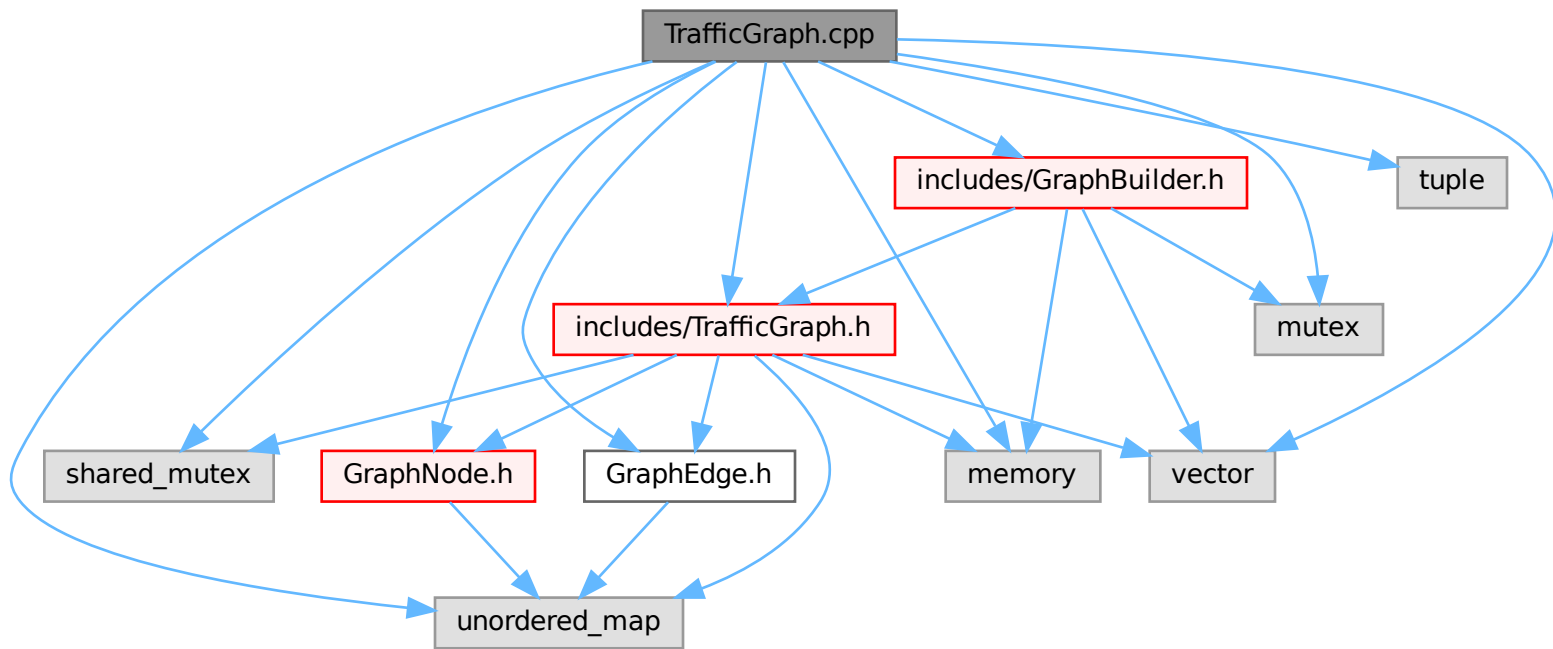 TrafficGraph.cpp
includes/GraphBuilder.h
tuple
includes/TrafficGraph.h
mutex
shared_mutex
GraphNode.h
GraphEdge.h
memory
vector
unordered_map